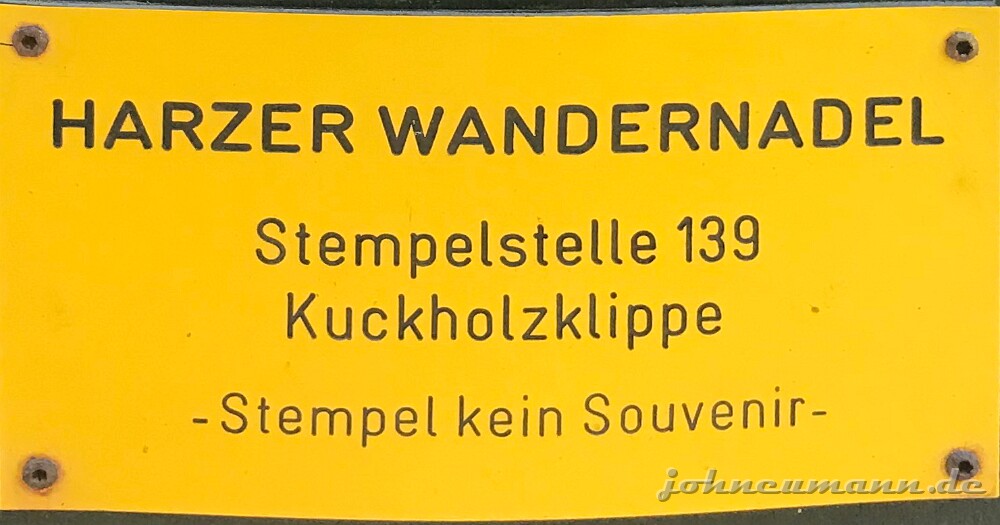 HARZER WANDERNADEL
Stempelstelle 139
Kuckholzklippe
-Stempel kein Souvenir-
johneumann.de